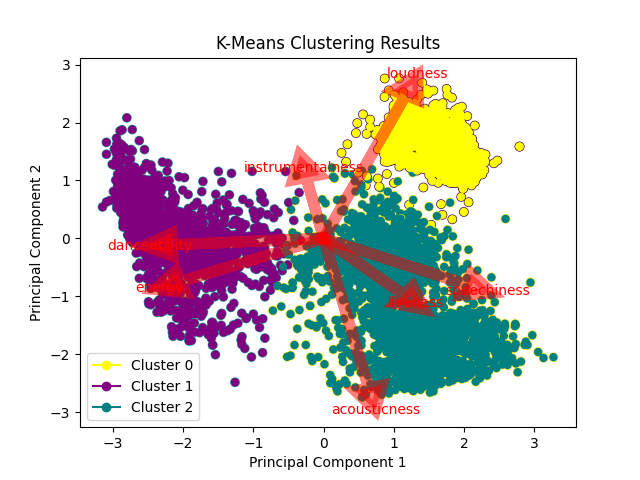 K-Means Clustering Results
loudness
instrumentalness
danceability
energy
speechiness
liveness
acousticness
Principal Component 2
3
2
1
0
−1
−2
−3
Cluster 0
Cluster 1
Cluster 2
−3
−2
−1
0
1
2
3
Principal Component 1